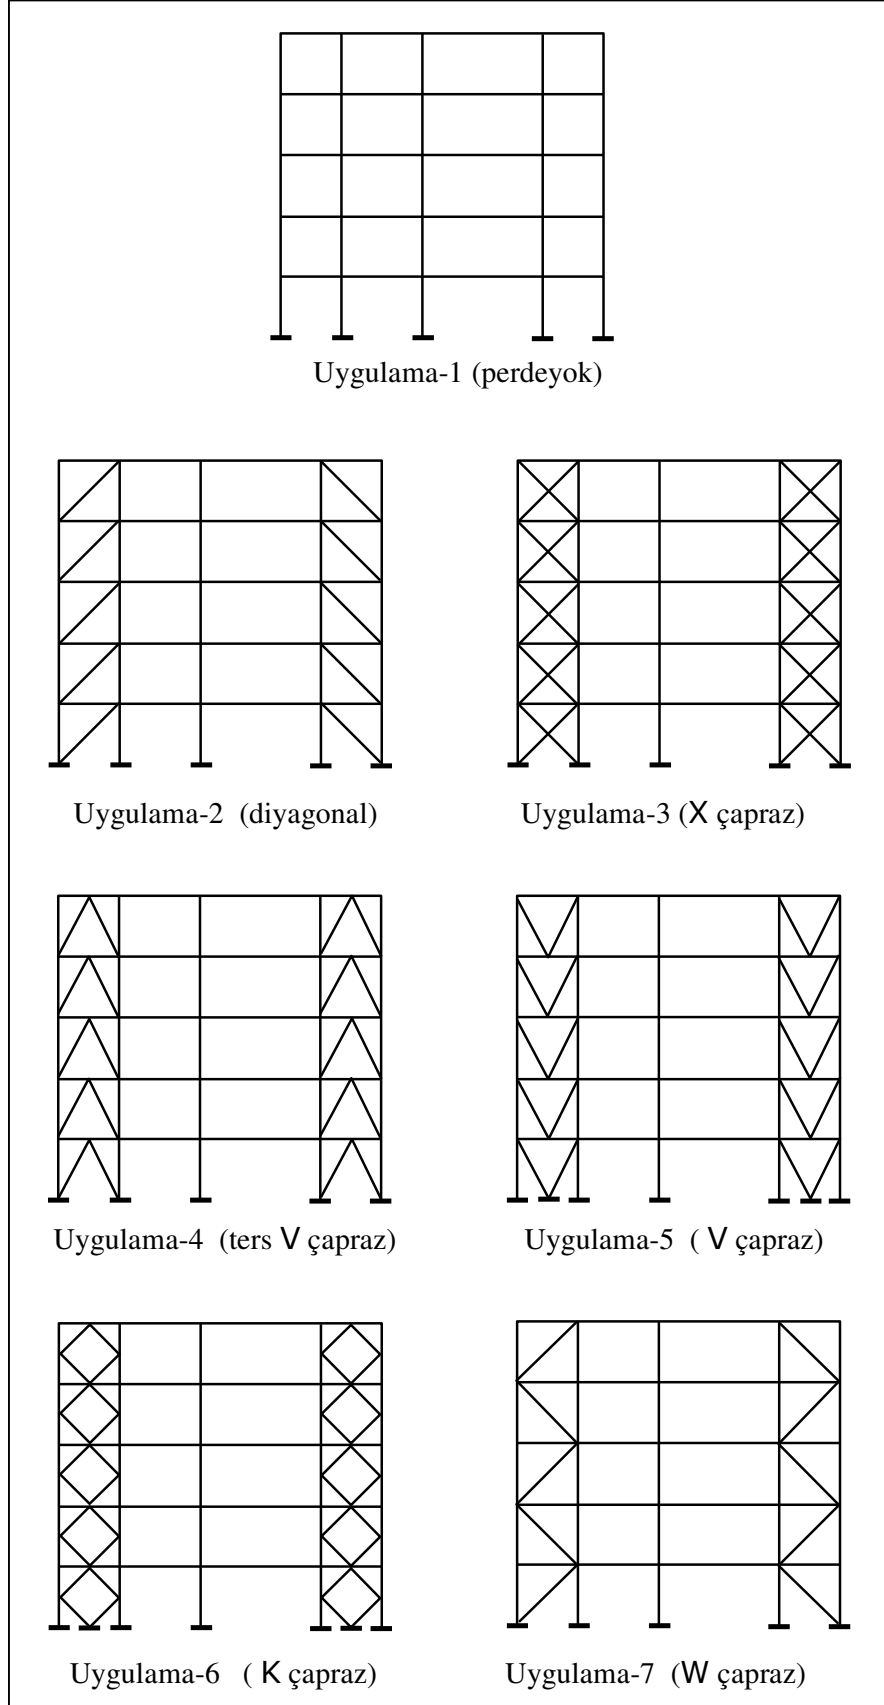 Uygulama-1 (perdeyok)
Uygulama-2 (diyagonal)
Uygulama-3 (X çapraz)
Uygulama-4 (ters V çapraz)
Uygulama-5 ( V çapraz)
Uygulama-6 ( K çapraz)
Uygulama-7 (W çapraz)